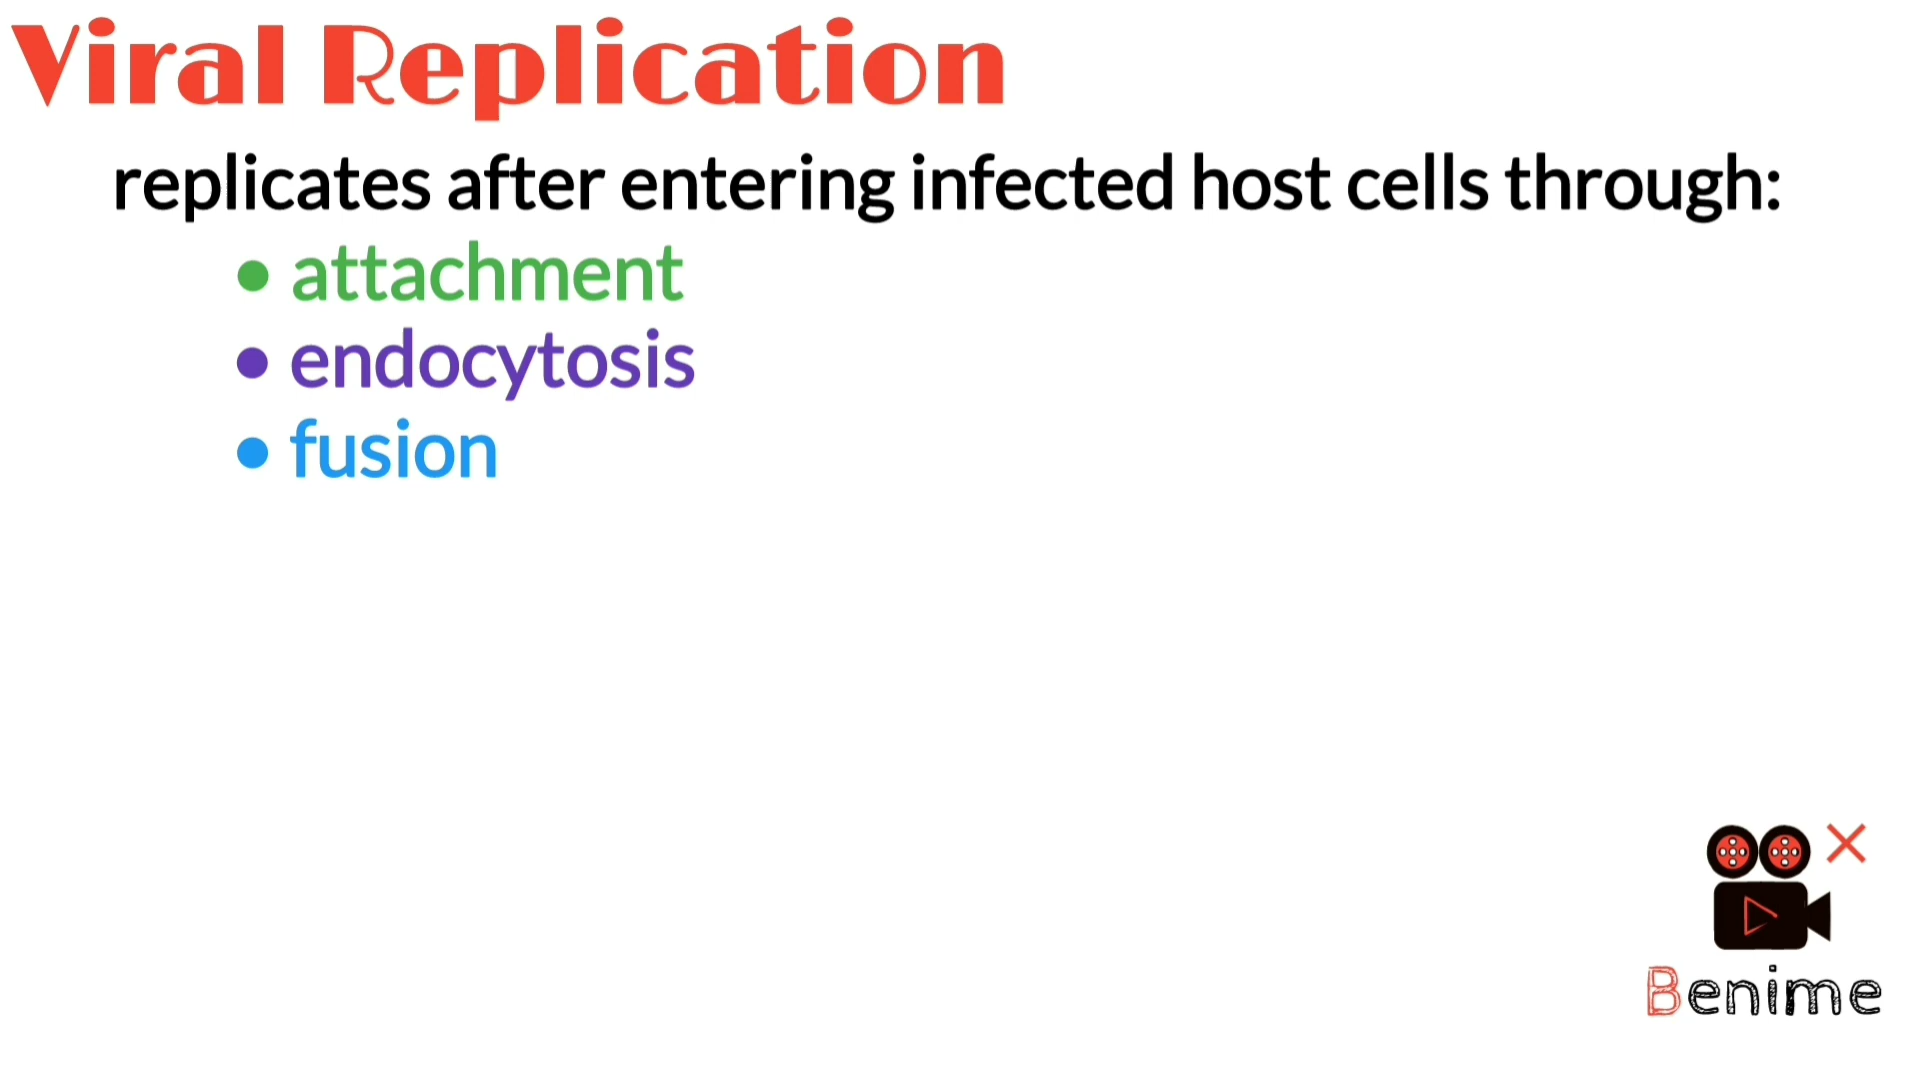 Viral Replication
replicates after entering infected host cells through:
• attachment
• endocytosis
• fusion
Benime